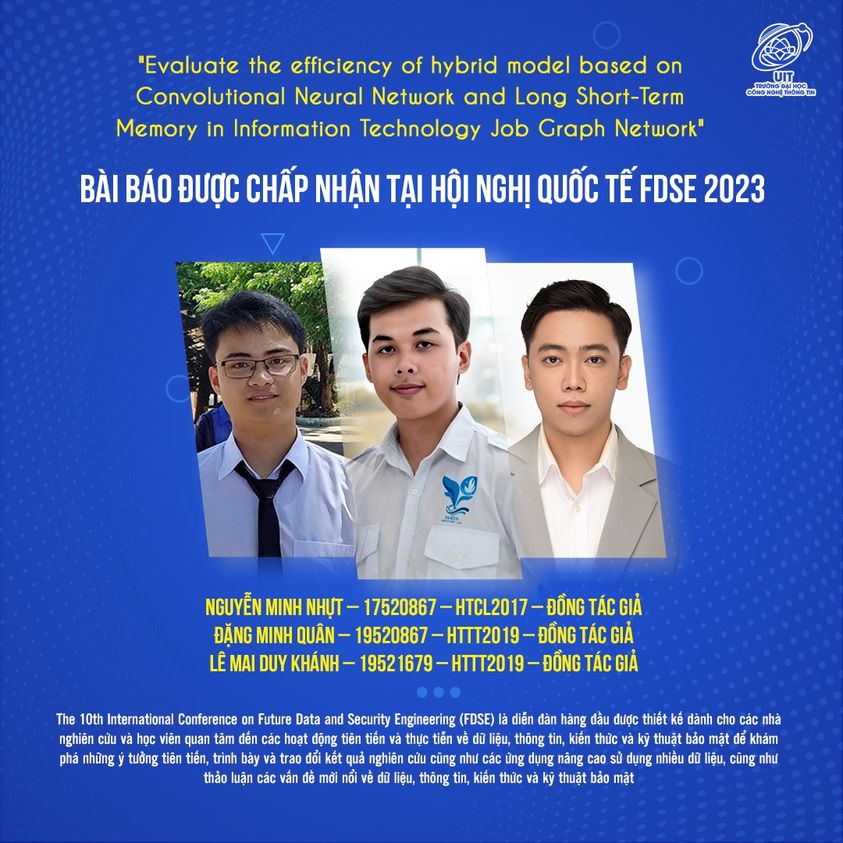 "Evaluate the efficiency of hybrid model based on
Convolutional Neural Network and Long Short-Term
Memory in Information Technology Job Graph Network"
UIT
TRƯỜNG ĐẠI HỌC
CÔNG NGHỆ THÔNG TIN
BÀI BÁO ĐƯỢC CHẤP NHẬN TẠI HỘI NGHỊ QUỐC TẾ FDSE 2023
NGUYỄN MINH NHỰT – 17520867 – HTCL2017 – ĐỒNG TÁC GIẢ
ĐẶNG MINH QUÂN – 19520867 – HTTT2019 – ĐỒNG TÁC GIẢ
LÊ MAI DUY KHÁNH – 19521679 – HTTT2019 – ĐỒNG TÁC GIẢ
The 10th International Conference on Future Data and Security Engineering (FDSE) là diễn đàn hàng đầu được thiết kế dành cho các nhà
nghiên cứu và học viên quan tâm đến các hoạt động tiên tiến và thực tiễn về dữ liệu, thông tin, kiến thức và kỹ thuật bảo mật để khám
phá những ý tưởng tiên tiến, trình bày và trao đổi kết quả nghiên cứu cũng như các ứng dụng nâng cao sử dụng nhiều dữ liệu, cũng như
thảo luận các vấn đề mới nổi về dữ liệu, thông tin, kiến thức và kỹ thuật bảo mật